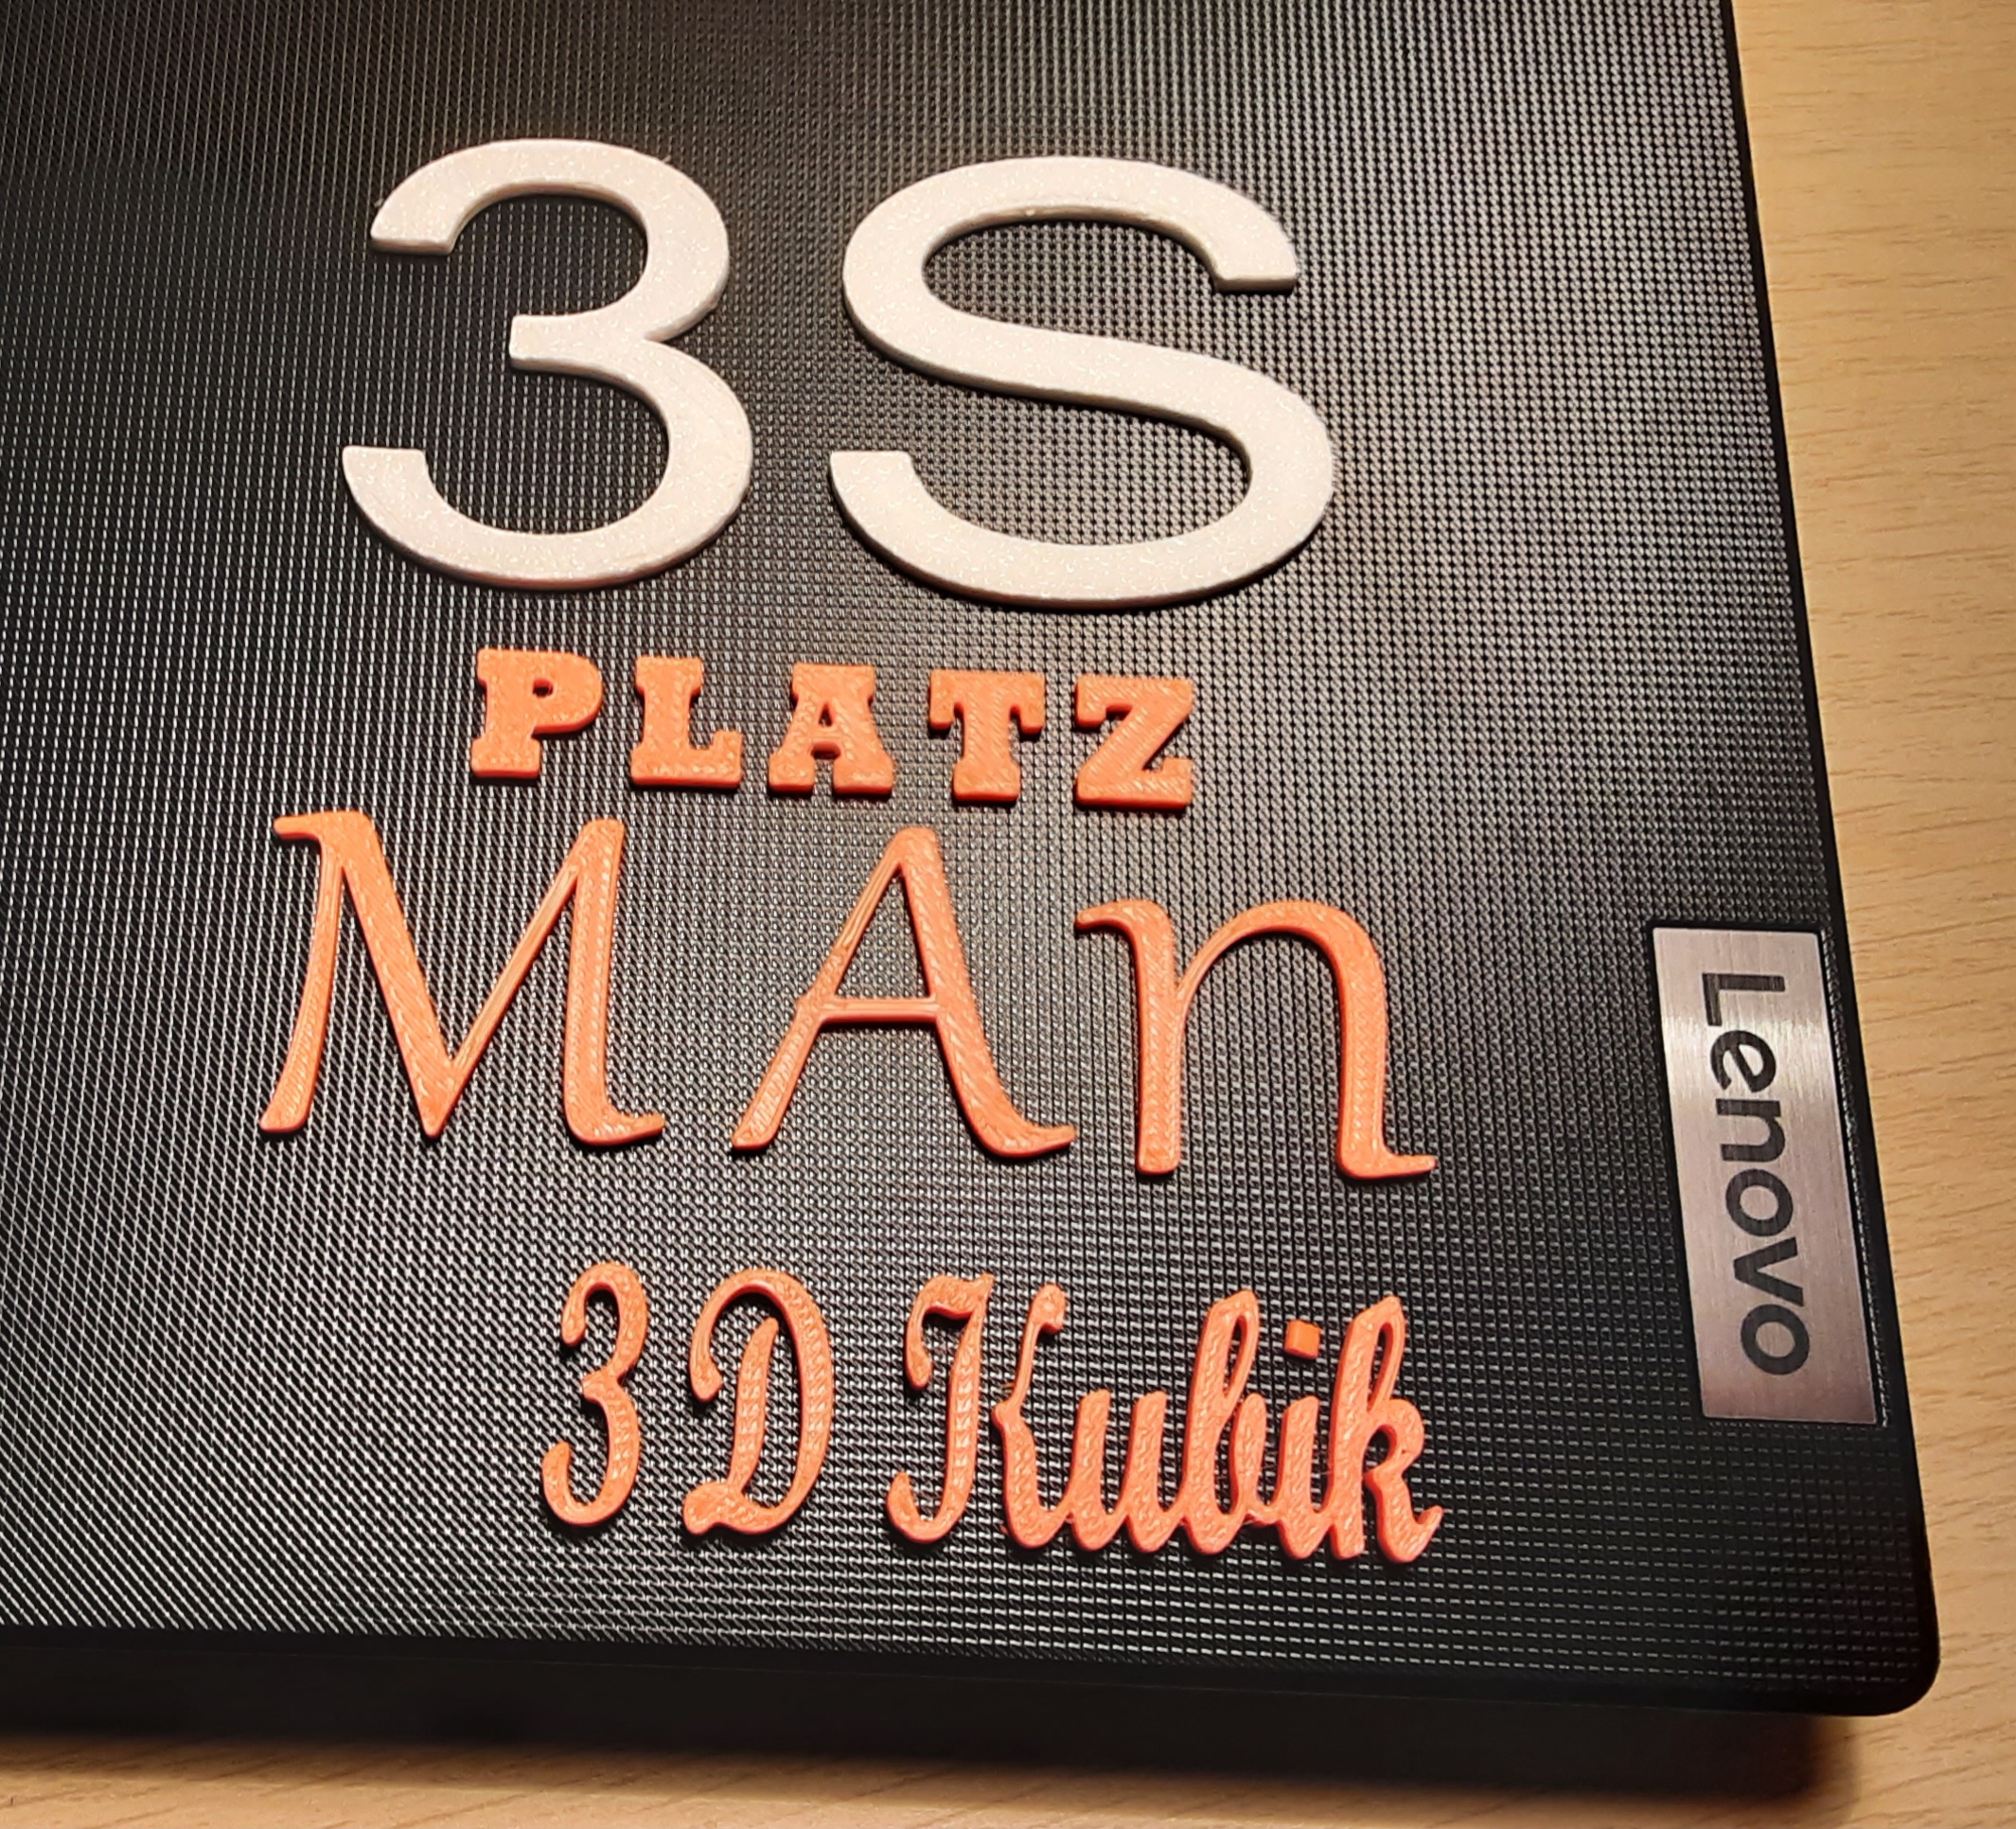 3S
PLATZ
MAn
3D Kubik
Lenovo